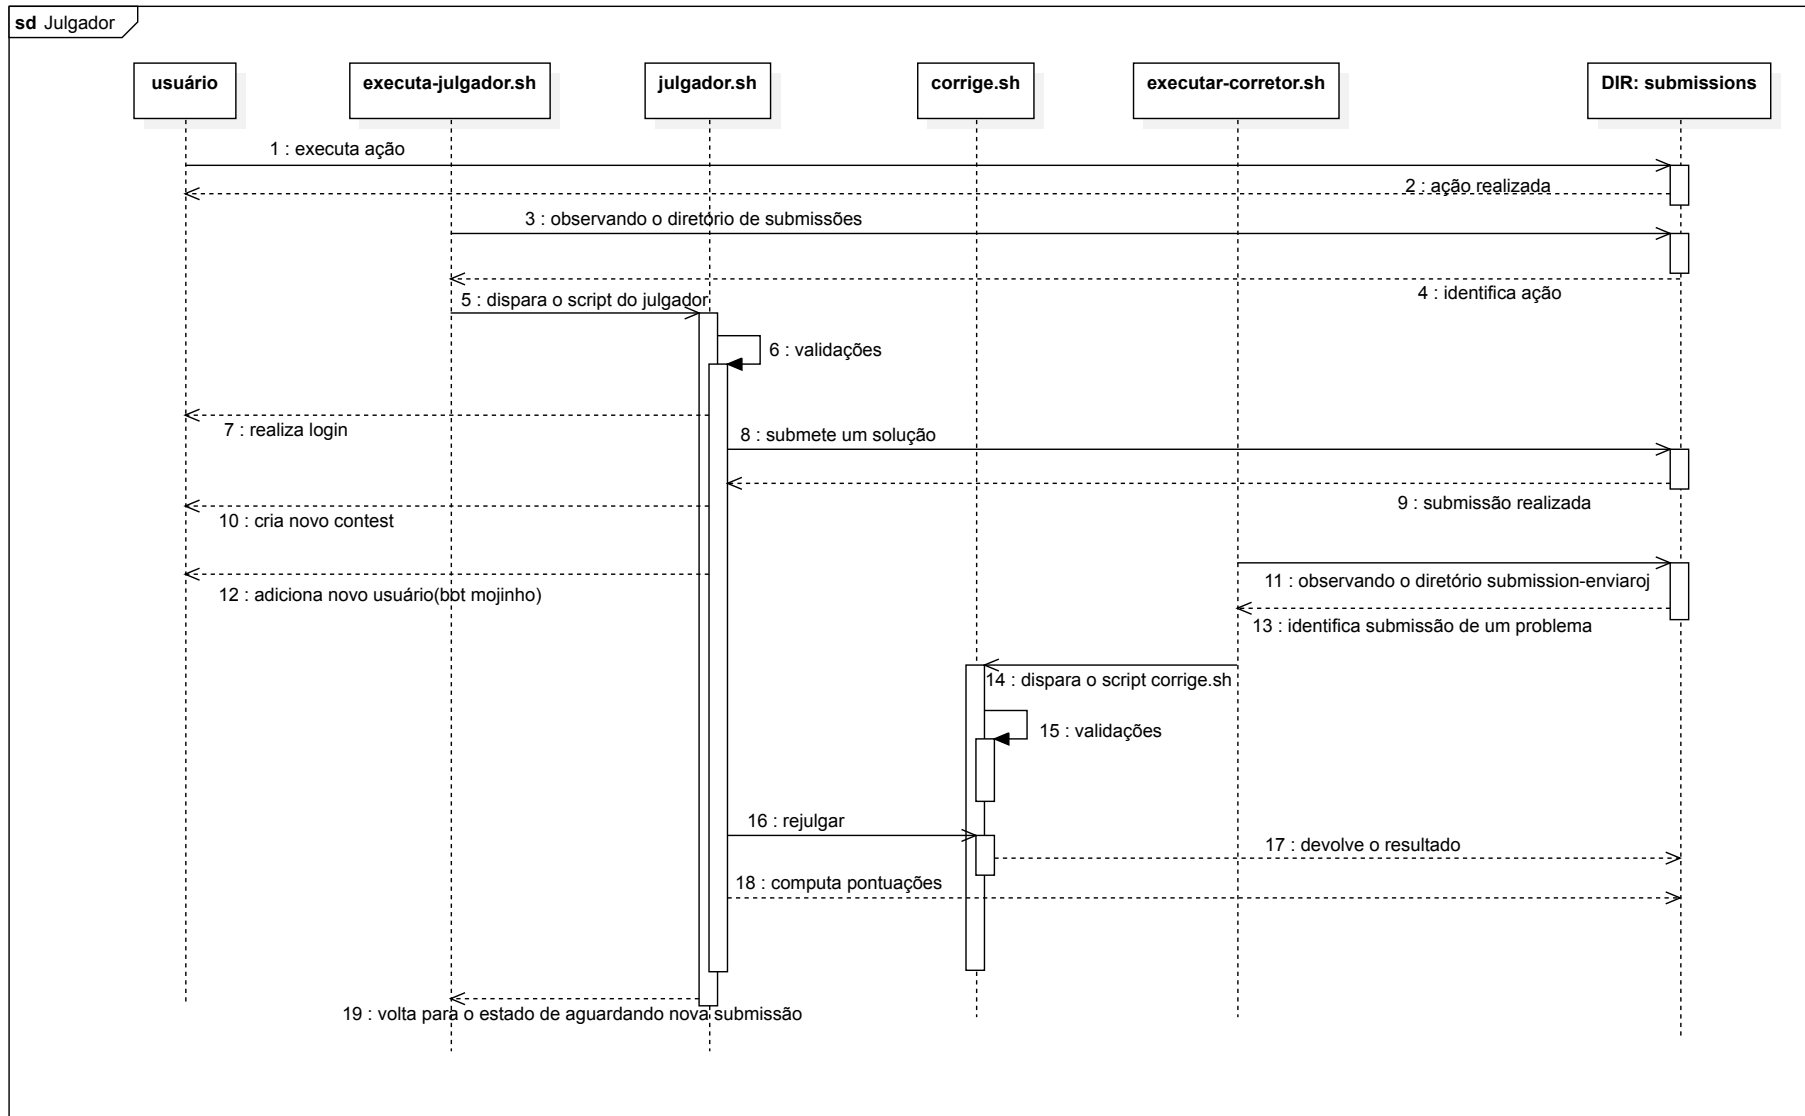 sd Julgador
usuário
executa-julgador.sh
julgador.sh
corrige.sh
executar-corretor.sh
DIR: submissions
1 : executa ação
2 : ação realizada
3 : observando o diretório de submissões
4 : identifica ação
5 : dispara o script do julgador
6 : validações
7 : realiza login
8 : submete um solução
9 : submissão realizada
10 : cria novo contest
11 : observando o diretório submission-enviaroj
12 : adiciona novo usuário(bot mojinho)
13 : identifica submissão de um problema
14 : dispara o script corrige.sh
15 : validações
16 : rejulgar
17 : devolve o resultado
18 : computa pontuações
19 : volta para o estado de aguardando nova submissão